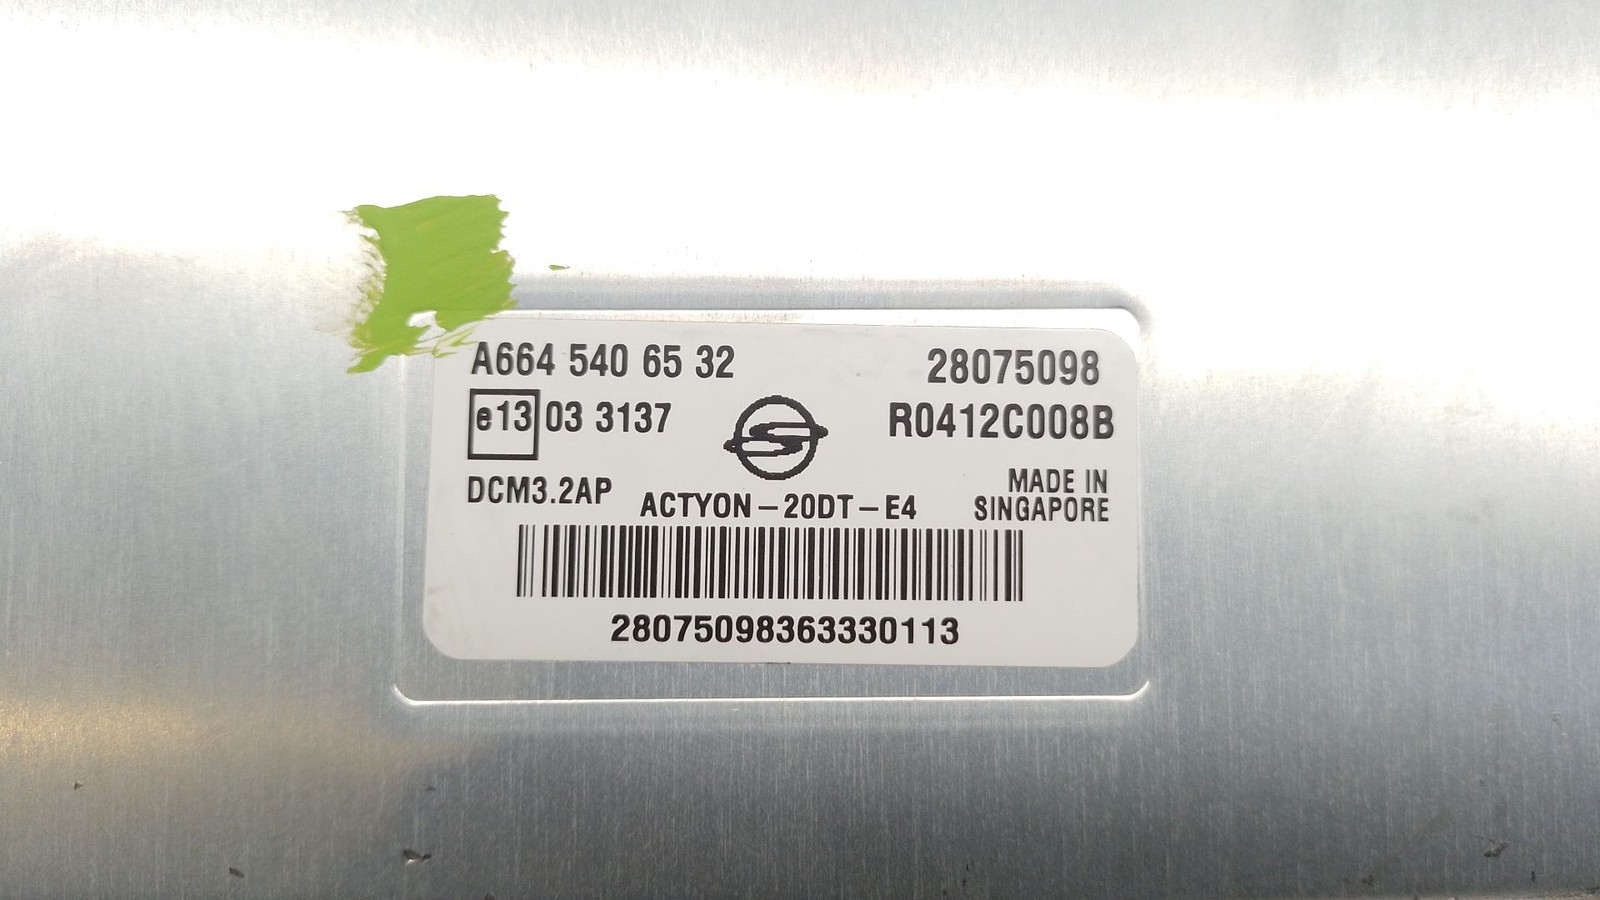 A664 540 65 32 28075098
e13 03 3137 R0412C008B
DCM3.2AP ACTYON-20DT-E4 MADE IN
SINGAPORE
28075098363330113